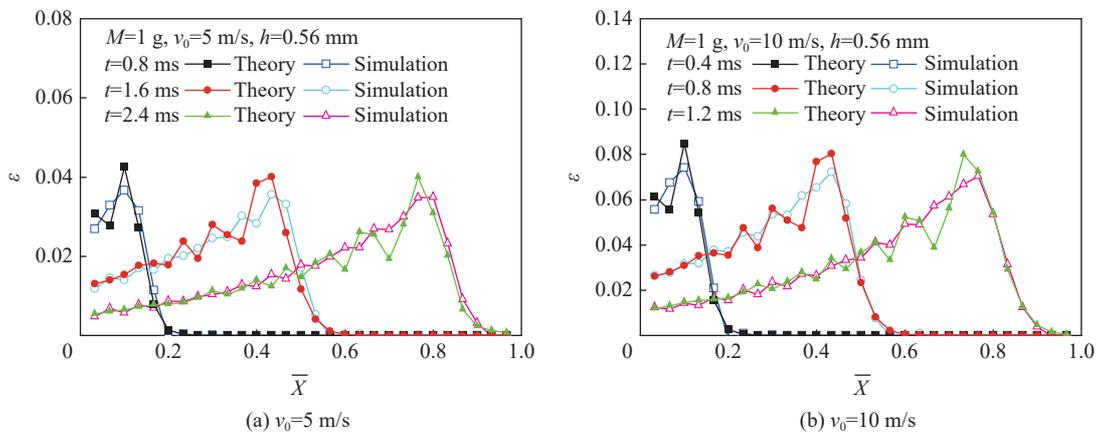 0.08
0.06
0.04
0.02
0
0.2
0.4
0.6
0.8
1.0
ε
X̅
M=1 g, v₀=5 m/s, h=0.56 mm
t=0.8 ms Theory Simulation
t=1.6 ms Theory Simulation
t=2.4 ms Theory Simulation
(a) v₀=5 m/s
0.14
0.12
0.10
0.08
0.06
0.04
0.02
0
0.2
0.4
0.6
0.8
1.0
ε
X̅
M=1 g, v₀=10 m/s, h=0.56 mm
t=0.4 ms Theory Simulation
t=0.8 ms Theory Simulation
t=1.2 ms Theory Simulation
(b) v₀=10 m/s